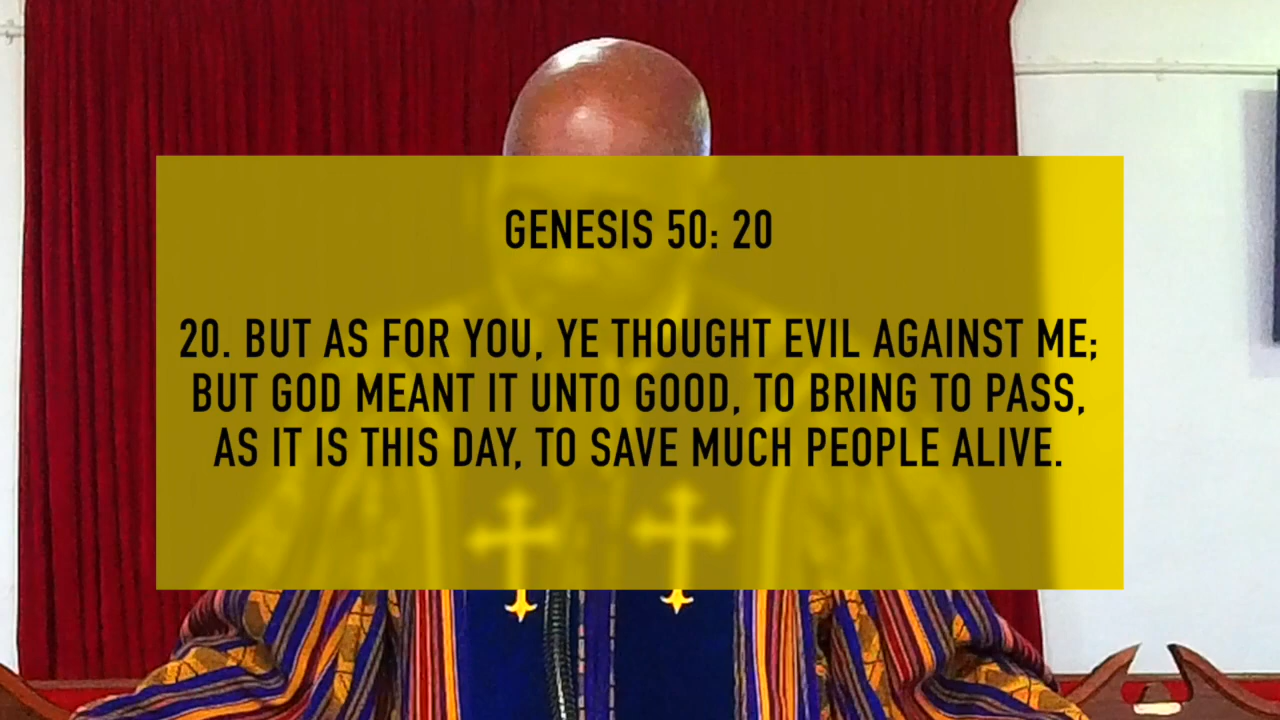 GENESIS 50: 20
20. BUT AS FOR YOU, YE THOUGHT EVIL AGAINST ME;
BUT GOD MEANT IT UNTO GOOD, TO BRING TO PASS,
AS IT IS THIS DAY, TO SAVE MUCH PEOPLE ALIVE.